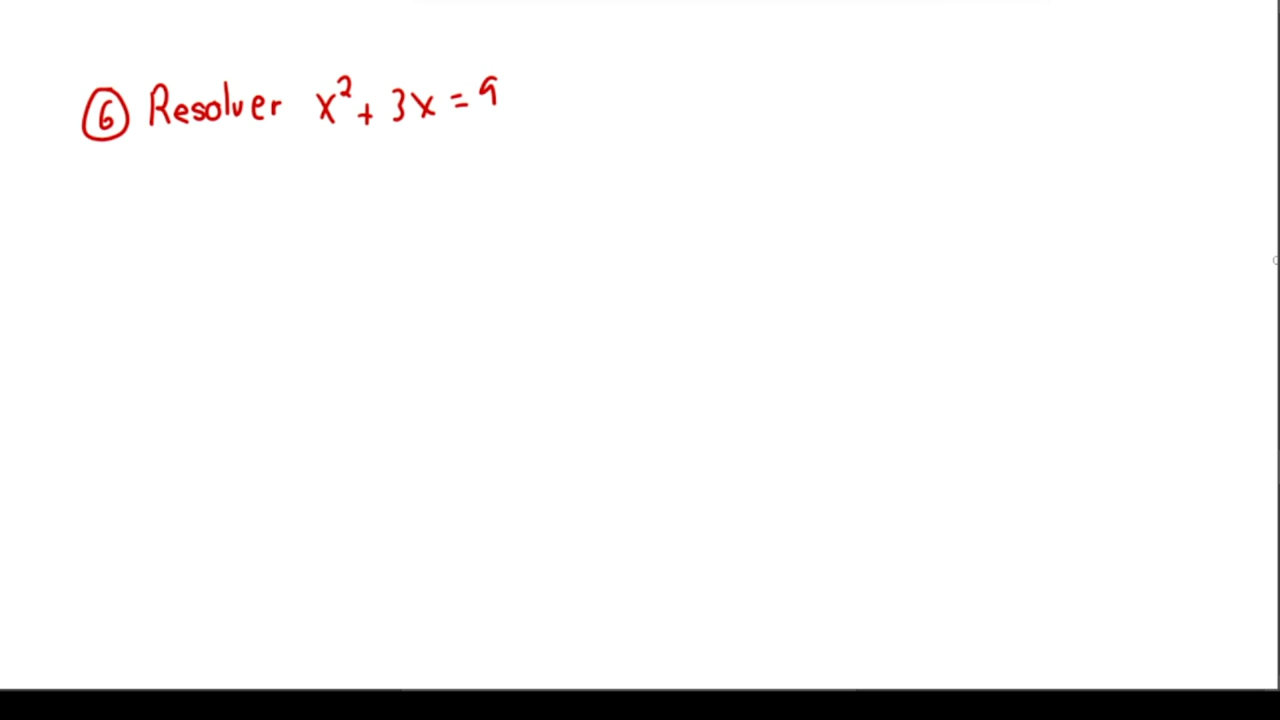 ⑥ Resolver x² + 3x = 9